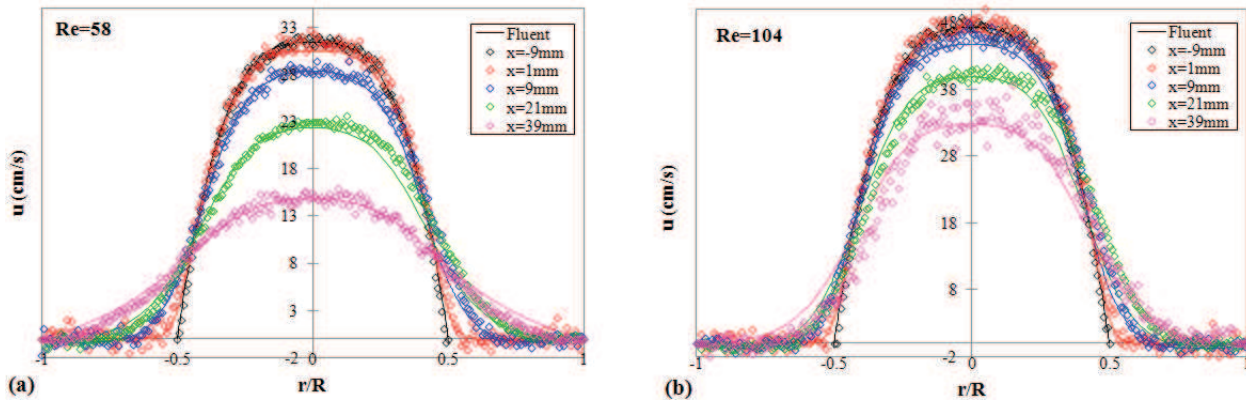 Re=58
33
28
23
18
13
8
3
-2
-1
-0.5
0
0.5
1
u (cm/s)
r/R
Fluent
x=-9mm
x=1mm
x=9mm
x=21mm
x=39mm
(a)
Re=104
48
38
28
18
8
-2
-1
-0.5
0
0.5
1
u (cm/s)
r/R
Fluent
x=-9mm
x=1mm
x=9mm
x=21mm
x=39mm
(b)